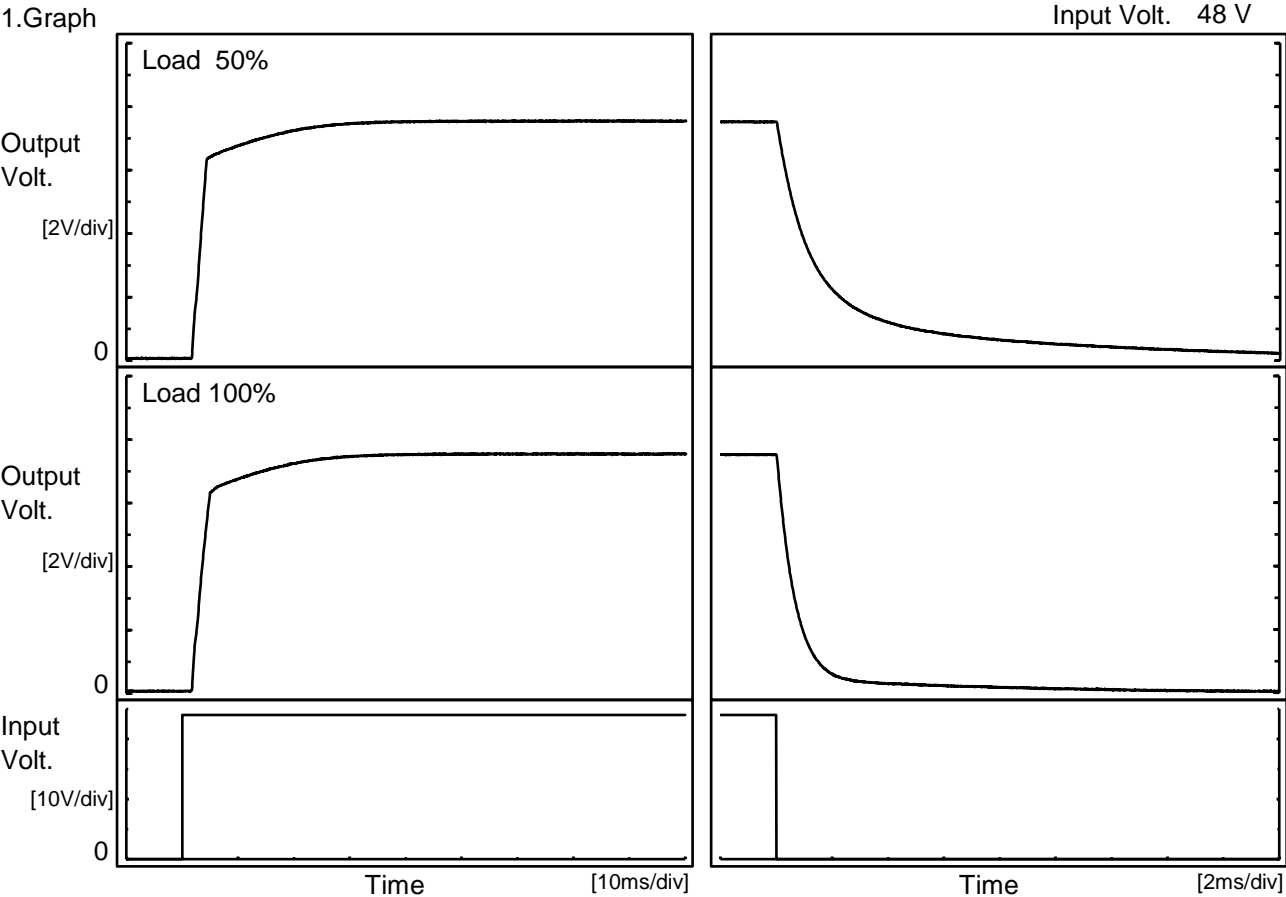 1.Graph
Input Volt. 48 V
Load 50%
Output
Volt.
[2V/div]
0
Load 100%
Output
Volt.
[2V/div]
0
Input
Volt.
[10V/div]
0
Time
[10ms/div]
Time
[2ms/div]